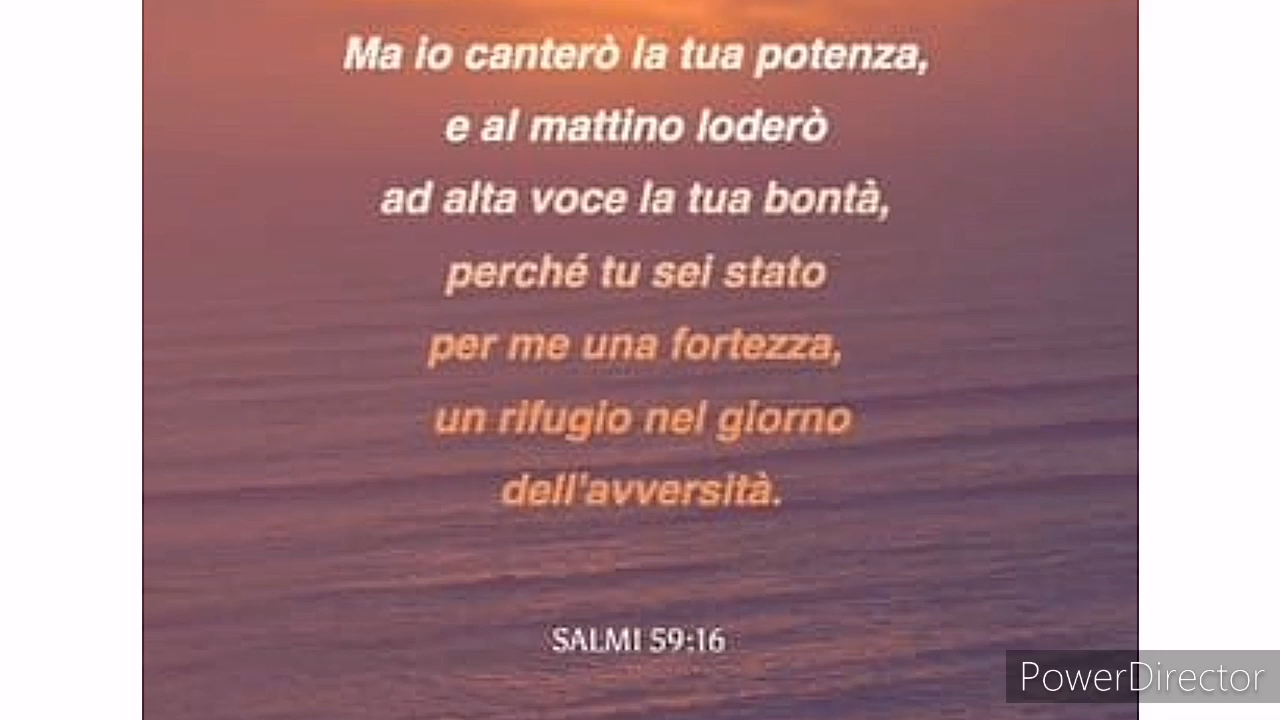 Ma io canterò la tua potenza,
e al mattino loderò
ad alta voce la tua bontà,
perché tu sei stato
per me una fortezza,
un rifugio nel giorno
dell'avversità.
SALMI 59:16
PowerDirector